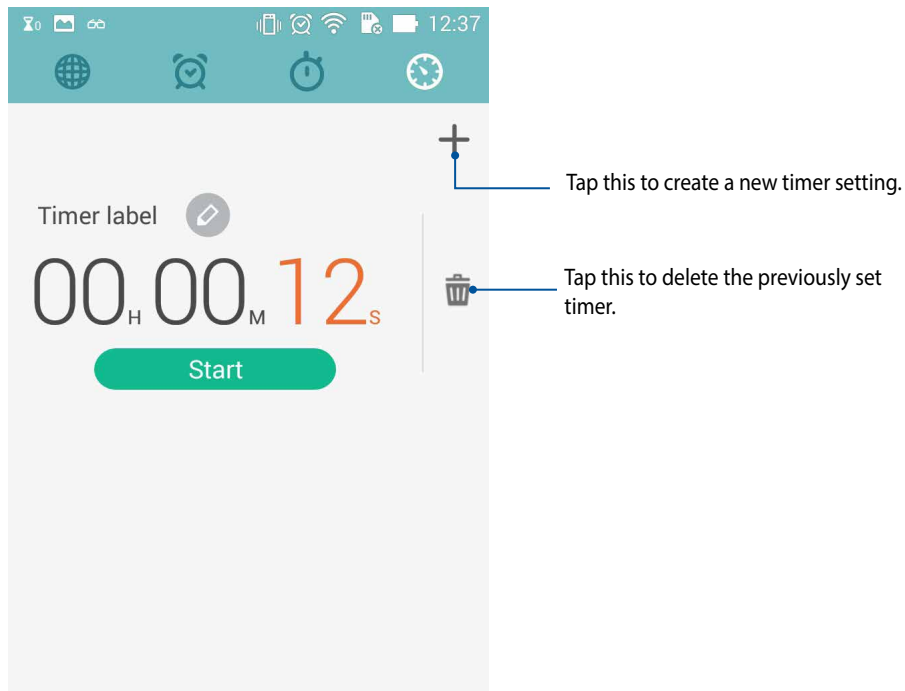 0 12:37
Tap this to create a new timer setting.
Timer label
00H 00M 12S
Tap this to delete the previously set
timer.
Start